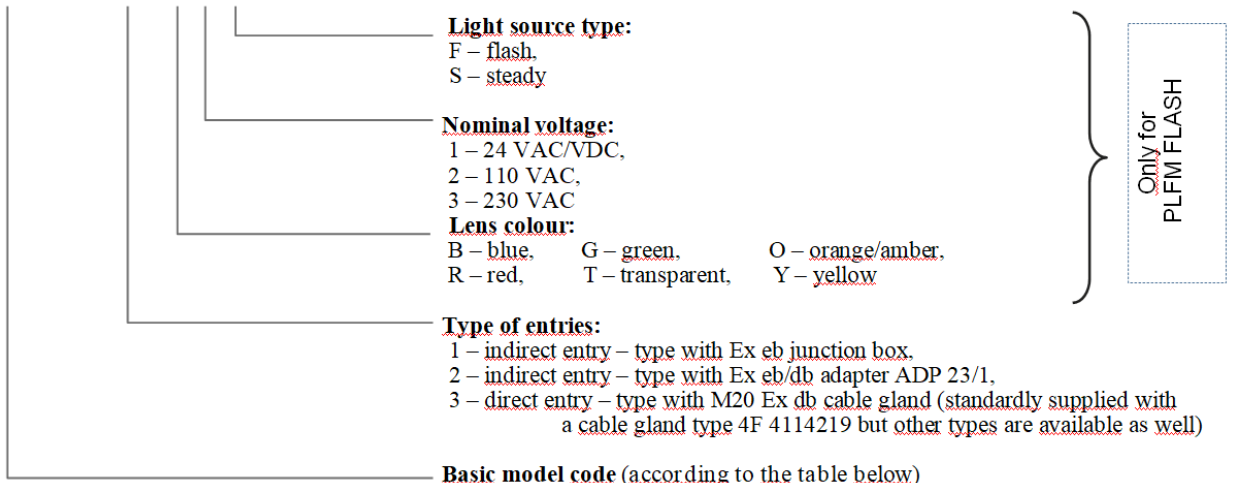 Light source type:
F – flash,
S – steady
Nominal voltage:
1 – 24 VAC/VDC,
2 – 110 VAC,
3 – 230 VAC
Lens colour:
B – blue, G – green, O – orange/amber,
R – red, T – transparent, Y – yellow
Only for
PLFM FLASH
Type of entries:
1 – indirect entry – type with Ex eb junction box,
2 – indirect entry – type with Ex eb/db adapter ADP 23/1,
3 – direct entry – type with M20 Ex db cable gland (standardly supplied with
a cable gland type 4F 4114219 but other types are available as well)
Basic model code (according to the table below)